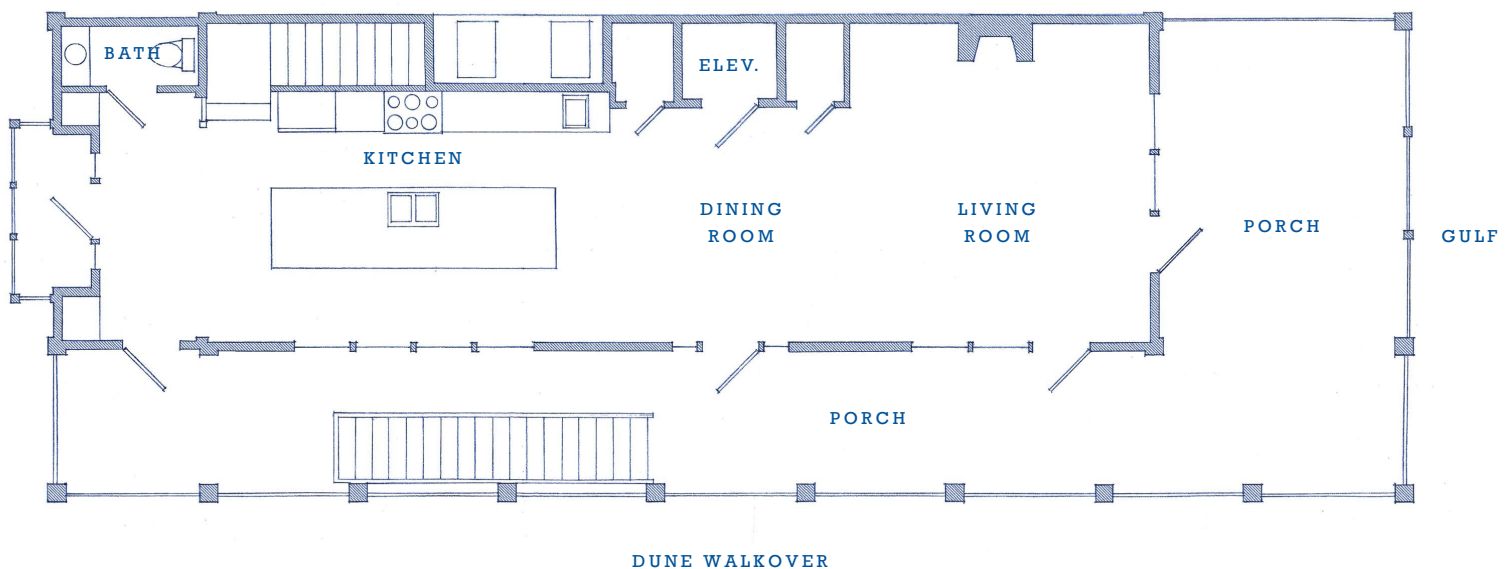 BATH
ELEV.
KITCHEN
DINING
ROOM
LIVING
ROOM
PORCH
GULF
PORCH
DUNE WALKOVER